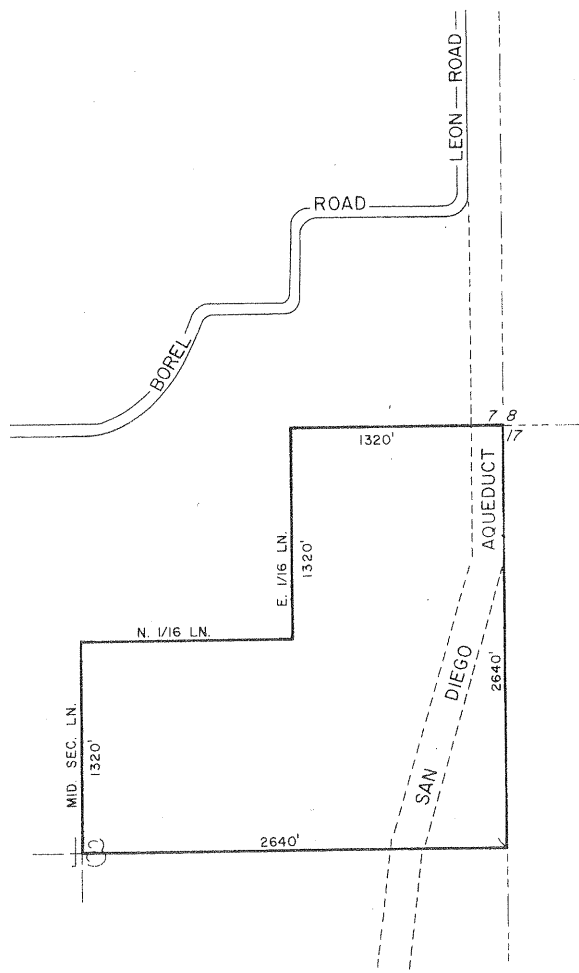 LEON ROAD
ROAD
BOREL
7 8
17
1320'
AQUEDUCT
E. 1/16 LN.
1320'
N. 1/16 LN.
DIEGO
2640'
MID SEC. LN.
1320'
SAN
2640'